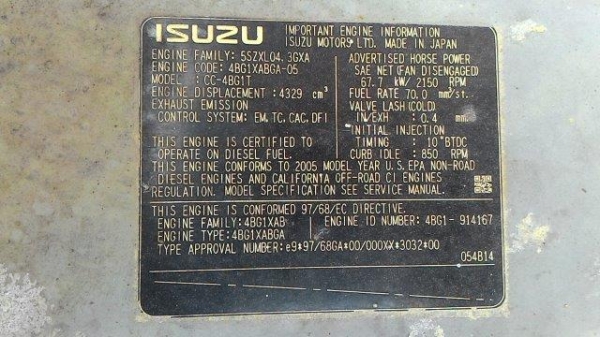 ISUZU
IMPORTANT ENGINE INFORMATION
ISUZU MOTORS LTD. MADE IN JAPAN
ENGINE FAMILY: 5SZXL04.3GXA
ENGINE CODE: 4BG1XABGA-05
MODEL: CC-4BG1T
ENGINE DISPLACEMENT: 4329 cm³
EXHAUST EMISSION
CONTROL SYSTEM: EM, TC, CAC, DFI
ADVERTISED HORSE POWER
SAE NET (FAN DISENGAGED)
67.7 kW/ 2150 RPM
FUEL RATE 70.0 mm³/st.
VALVE LASH (COLD)
IN/EXH : 0.4 mm
INITIAL INJECTION
TIMING : 10°BTDC
CURB IDLE : 850 RPM
THIS ENGINE IS CERTIFIED TO
OPERATE ON DIESEL FUEL.
THIS ENGINE CONFORMS TO 2005 MODEL YEAR U.S.EPA NON-ROAD
DIESEL ENGINES AND CALIFORNIA OFF-ROAD CI ENGINES
REGULATION. MODEL SPECIFICATION SEE SERVICE MANUAL.
THIS ENGINE IS CONFORMED 97/68/EC DIRECTIVE.
ENGINE FAMILY: 4BG1XAB ENGINE ID NUMBER: 4BG1- 914167
ENGINE TYPE: 4BG1XABGA
TYPE APPROVAL NUMBER: e9*97/68GA*00/000XX*3032*00
054B14